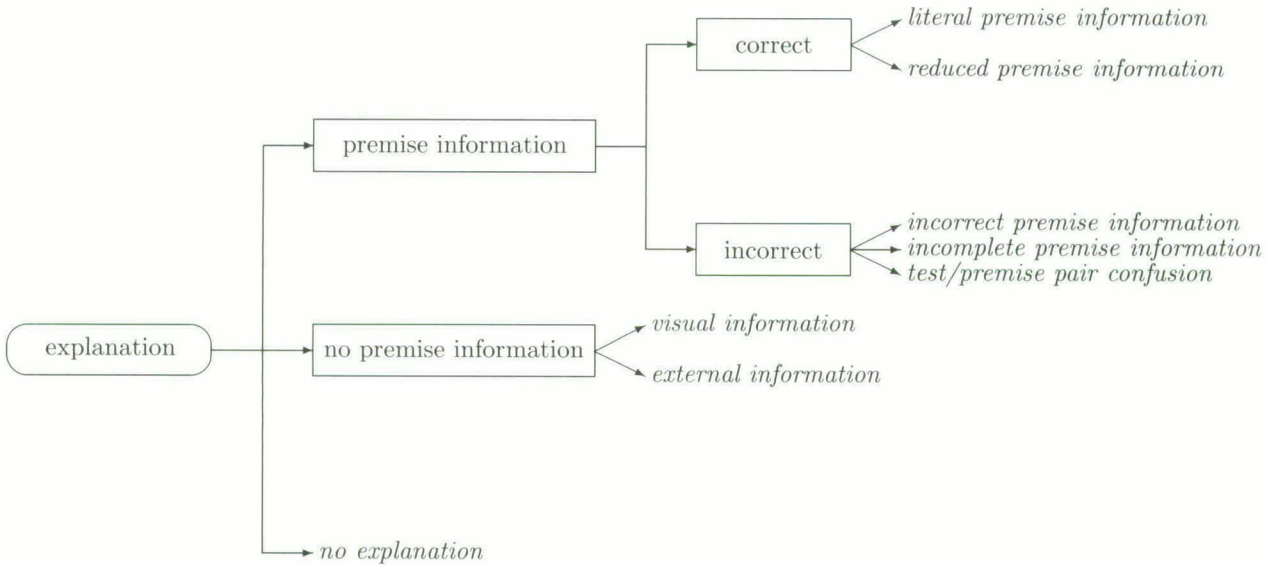 literal premise information
correct
reduced premise information
premise information
incorrect premise information
incorrect
incomplete premise information
test/premise pair confusion
visual information
explanation
no premise information
external information
no explanation